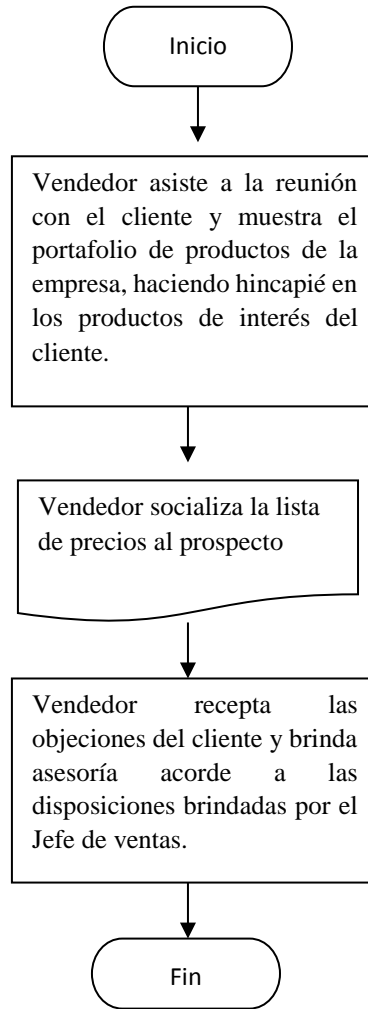 Inicio
Vendedor asiste a la reunión
con el cliente y muestra el
portafolio de productos de la
empresa, haciendo hincapié en
los productos de interés del
cliente.
Vendedor socializa la lista
de precios al prospecto
Vendedor recepta las
objeciones del cliente y brinda
asesoría acorde a las
disposiciones brindadas por el
Jefe de ventas.
Fin